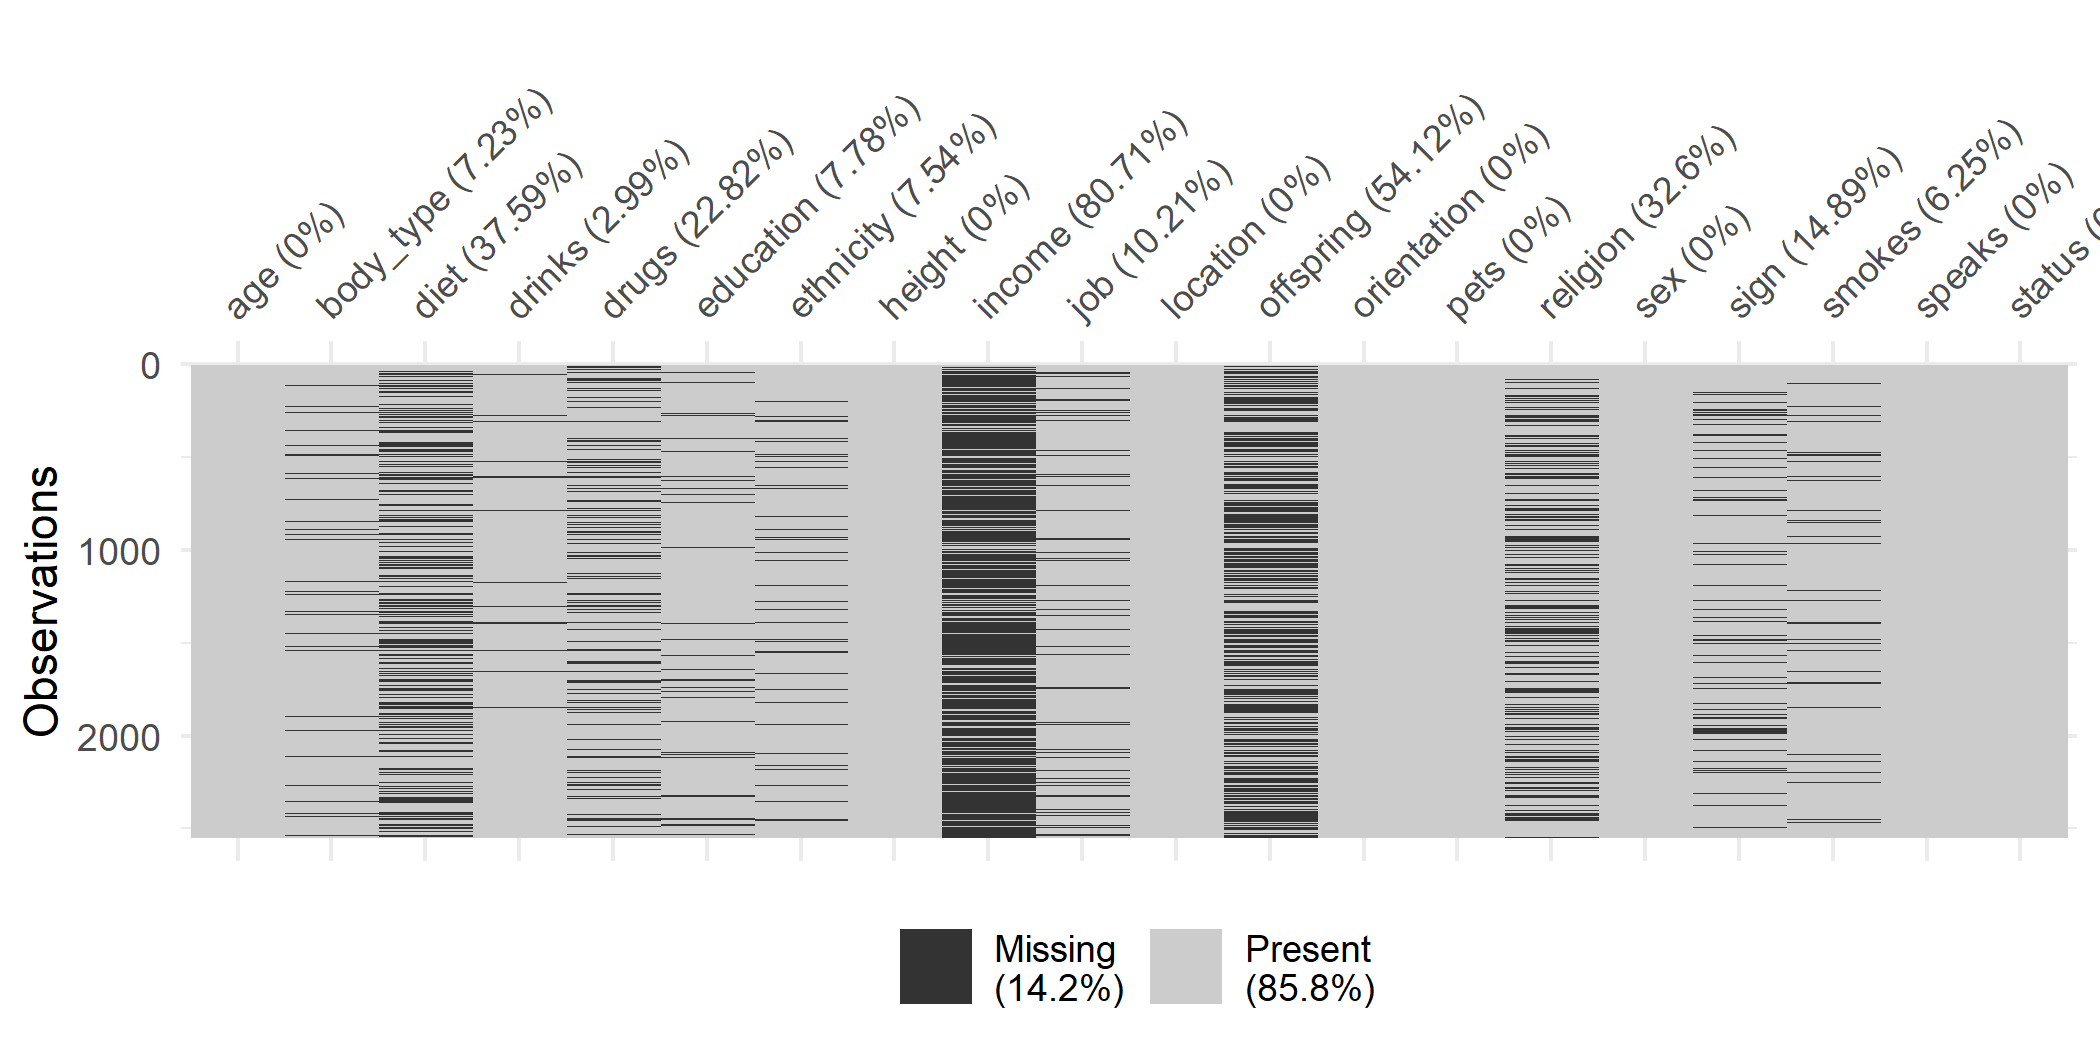 age (0%)
body_type (7.23%)
diet (37.59%)
drinks (2.99%)
drugs (22.82%)
education (7.78%)
ethnicity (7.54%)
height (0%)
income (80.71%)
job (10.21%)
location (0%)
offspring (54.12%)
orientation (0%)
pets (0%)
religion (32.6%)
sex (0%)
sign (14.89%)
smokes (6.25%)
speaks (0%)
status
Observations
0
1000
2000
Missing
(14.2%)
Present
(85.8%)